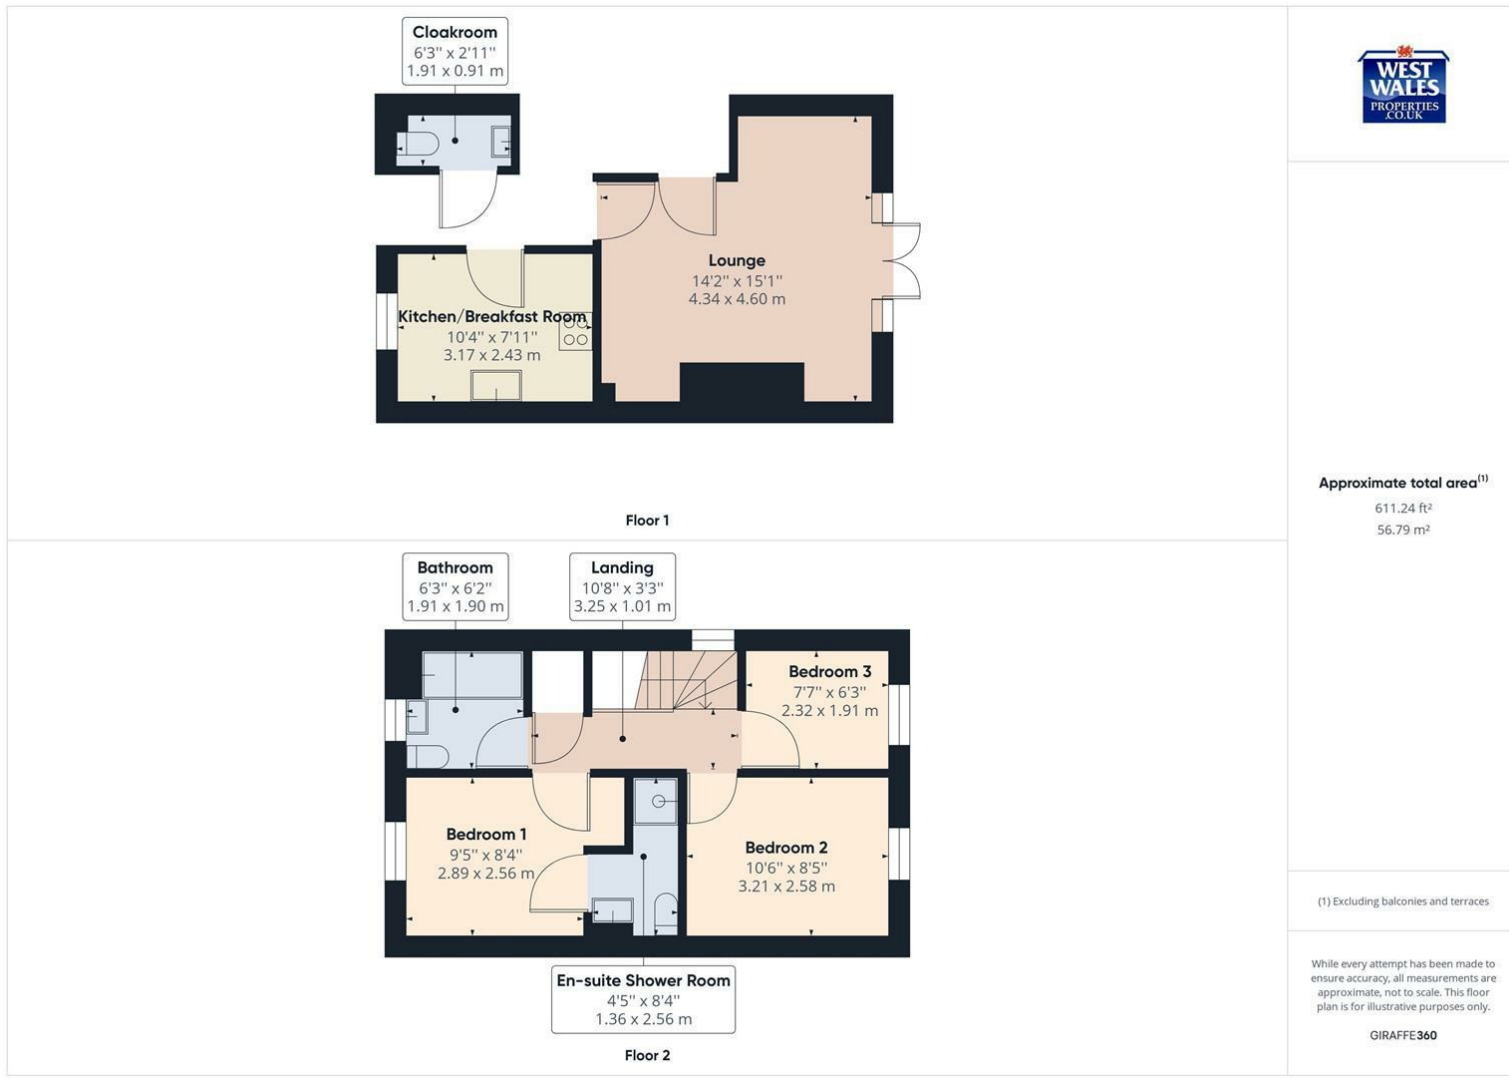 Cloakroom
6'3'' x 2'11''
1.91 x 0.91 m
Lounge
14'2'' x 15'1''
4.34 x 4.60 m
Kitchen/Breakfast Room
10'4'' x 7'11''
3.17 x 2.43 m
Floor 1
Bathroom
6'3'' x 6'2''
1.91 x 1.90 m
Landing
10'8'' x 3'3''
3.25 x 1.01 m
Bedroom 3
7'7'' x 6'3''
2.32 x 1.91 m
Bedroom 1
9'5'' x 8'4''
2.89 x 2.56 m
Bedroom 2
10'6'' x 8'5''
3.21 x 2.58 m
En-suite Shower Room
4'5'' x 8'4''
1.36 x 2.56 m
Floor 2
WEST
WALES
PROPERTIES
.CO.UK
Approximate total area(1)
611.24 ft²
56.79 m²
(1) Excluding balconies and terraces
While every attempt has been made to
ensure accuracy, all measurements are
approximate, not to scale. This floor
plan is for illustrative purposes only.
GIRAFFE360